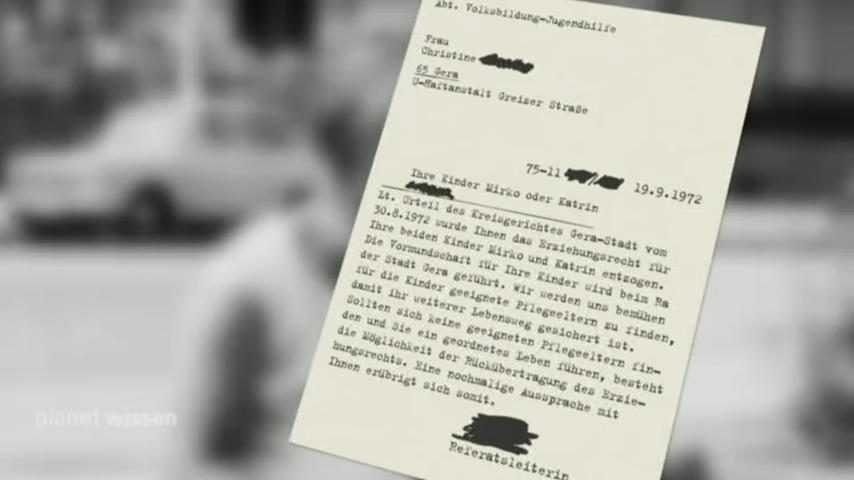 Abt. Volksbildung-Jugendhilfe
Frau
Christine
65 Gera
U-Haftanstalt Greizer Straße
75-11 19.9.1972
Ihre Kinder Mirko oder Katrin
Lt. Urteil des Kreisgerichtes Gera-Stadt vom
30.8.1972 wurde Ihnen das Erziehungsrecht für
Ihre beiden Kinder Mirko und Katrin entzogen.
Die Vormundschaft für Ihre Kinder wird beim Ra
der Stadt Gera geführt. Wir werden uns bemühen
für die Kinder geeignete Pflegeeltern zu finden,
damit ihr weiterer Lebensweg gesichert ist.
Sollten sich keine geeigneten Pflegeeltern fin-
den und Sie ein geordnetes Leben führen, besteht
die Möglichkeit der Rückübertragung des Erzie-
hungsrechts. Eine nochmalige Aussprache mit
Ihnen erübrigt sich somit.
Referatsleiterin
planet wissen